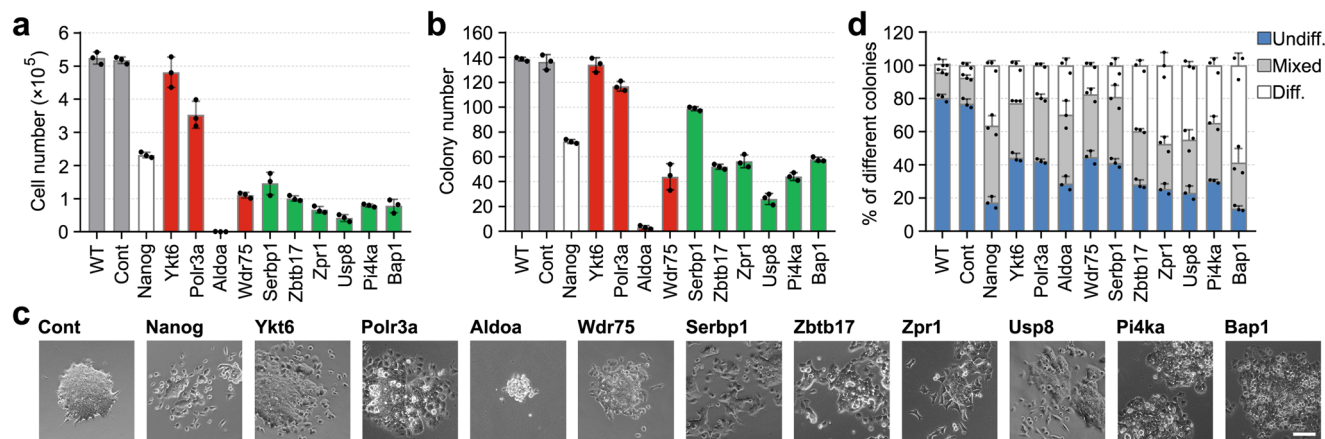 a
Cell number (×10⁵)
6
5
4
3
2
1
0
WT
Cont
Nanog
Ykt6
Polr3a
Aldoa
Wdr75
Serbp1
Zbtb17
Zpr1
Usp8
Pi4ka
Bap1
b
Colony number
160
140
120
100
80
60
40
20
0
WT
Cont
Nanog
Ykt6
Polr3a
Aldoa
Wdr75
Serbp1
Zbtb17
Zpr1
Usp8
Pi4ka
Bap1
d
% of different colonies
120
100
80
60
40
20
0
WT
Cont
Nanog
Ykt6
Polr3a
Aldoa
Wdr75
Serbp1
Zbtb17
Zpr1
Usp8
Pi4ka
Bap1
Undiff.
Mixed
Diff.
c
Cont Nanog Ykt6 Polr3a Aldoa Wdr75 Serbp1 Zbtb17 Zpr1 Usp8 Pi4ka Bap1